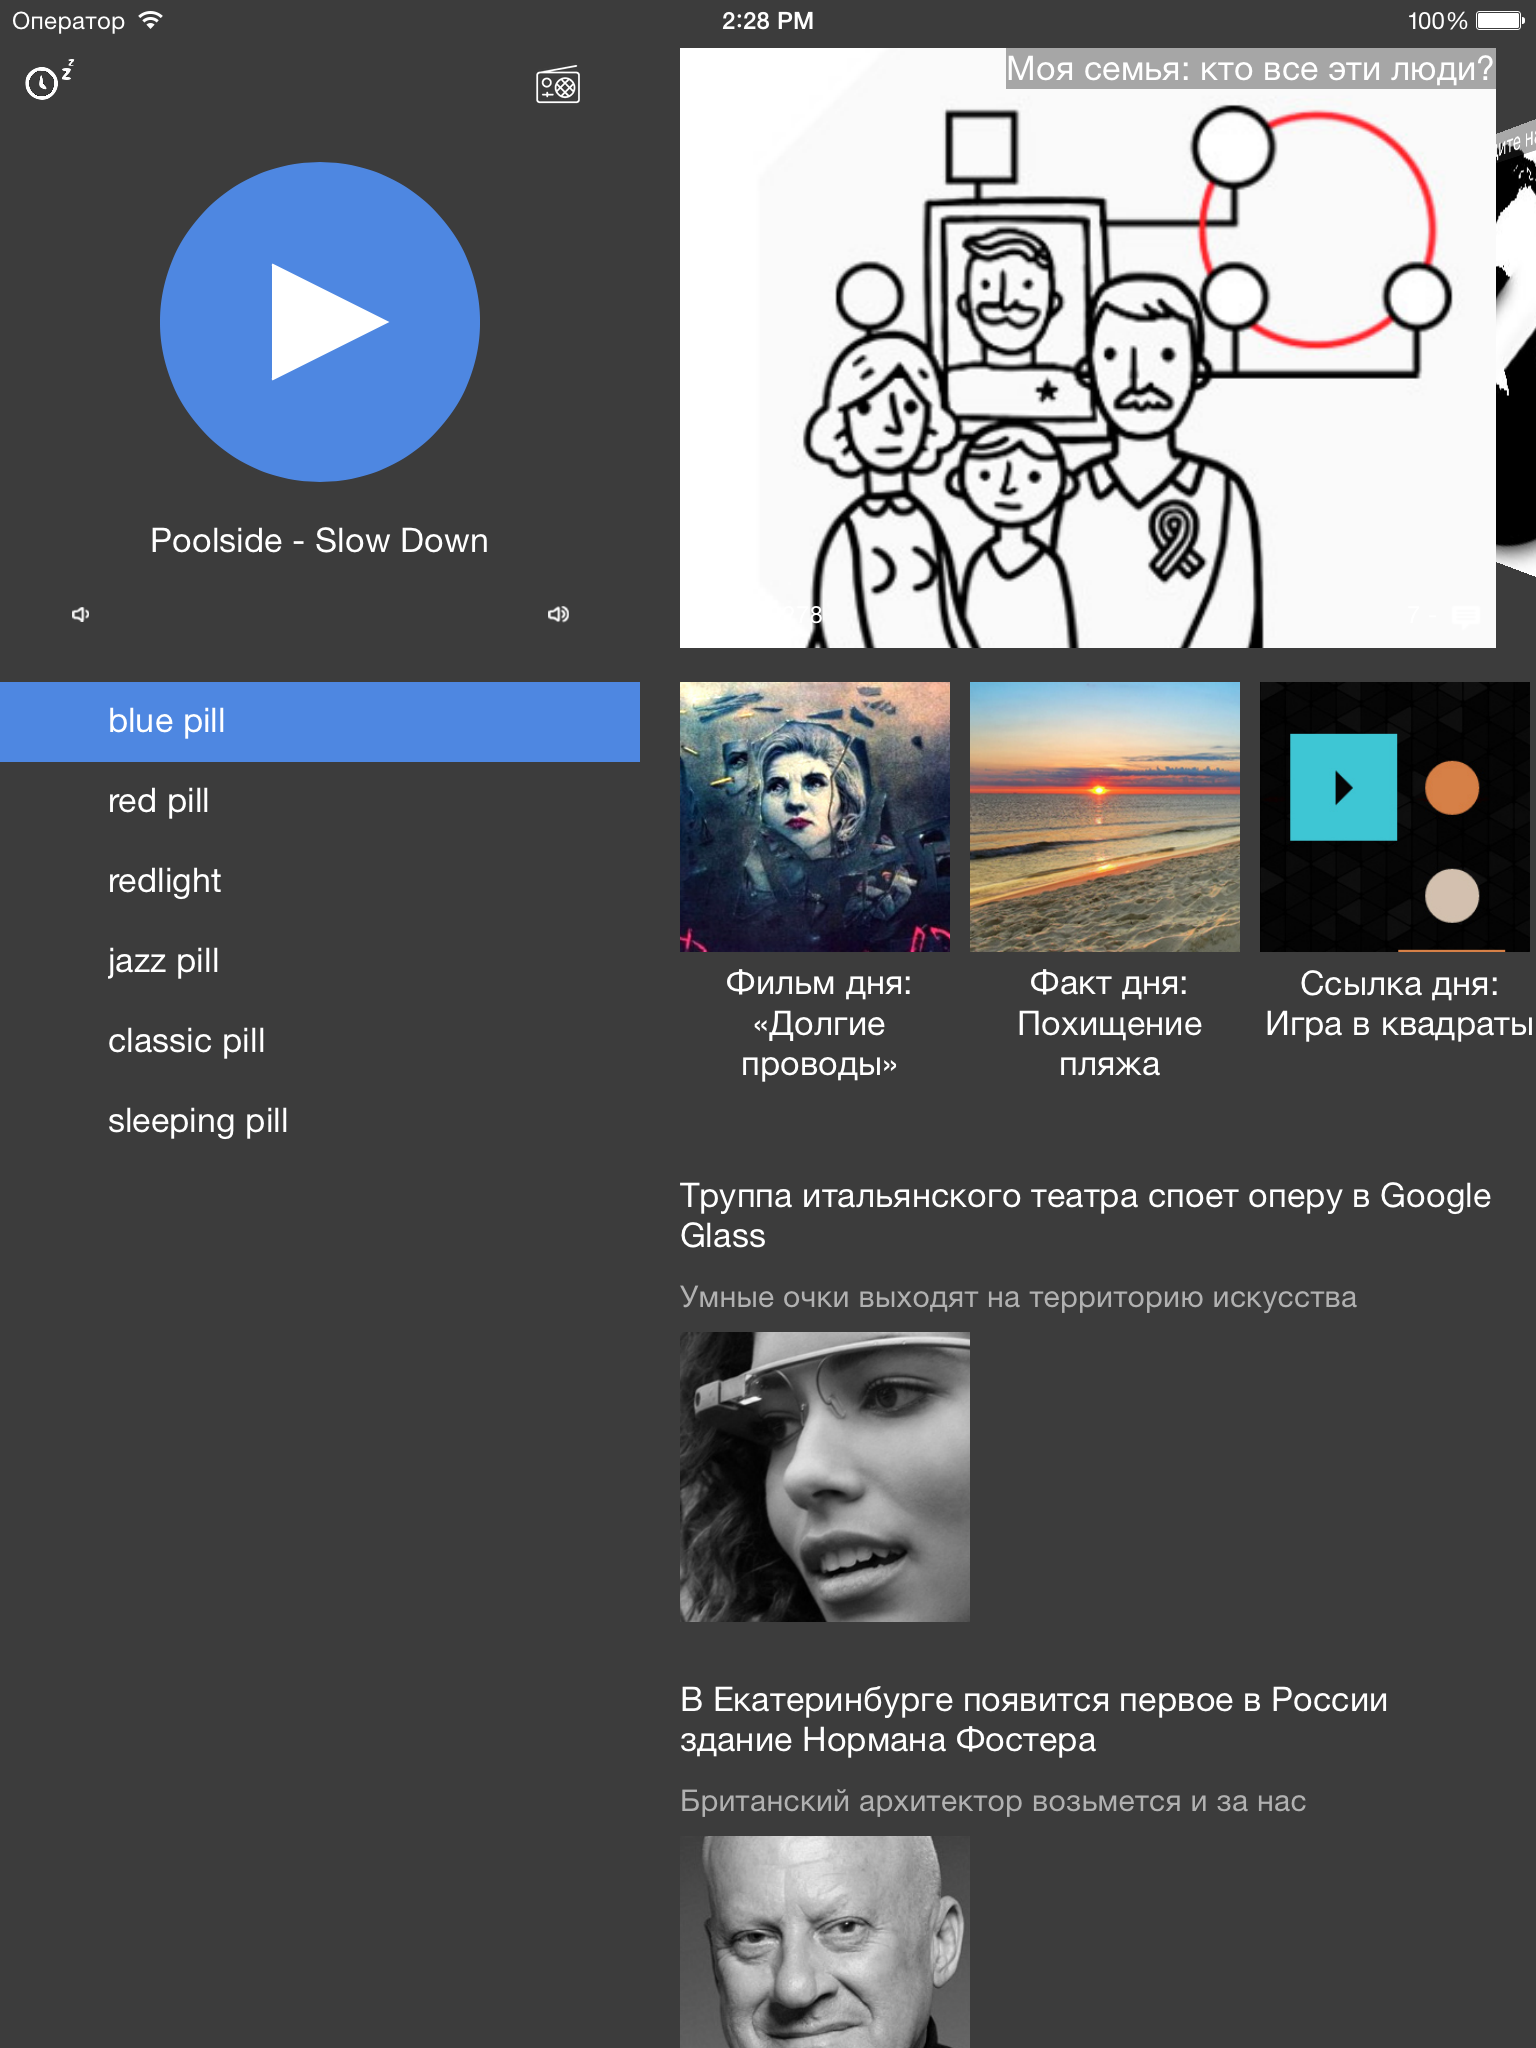 Оператор
2:28 PM
100%
Poolside - Slow Down
blue pill
red pill
redlight
jazz pill
classic pill
sleeping pill
Моя семья: кто все эти люди?
7
Фильм дня:
«Долгие
проводы»
Факт дня:
Похищение
пляжа
Ссылка дня:
Игра в квадраты
Труппа итальянского театра споет оперу в Google
Glass
Умные очки выходят на территорию искусства
В Екатеринбурге появится первое в России
здание Нормана Фостера
Британский архитектор возьмется и за нас